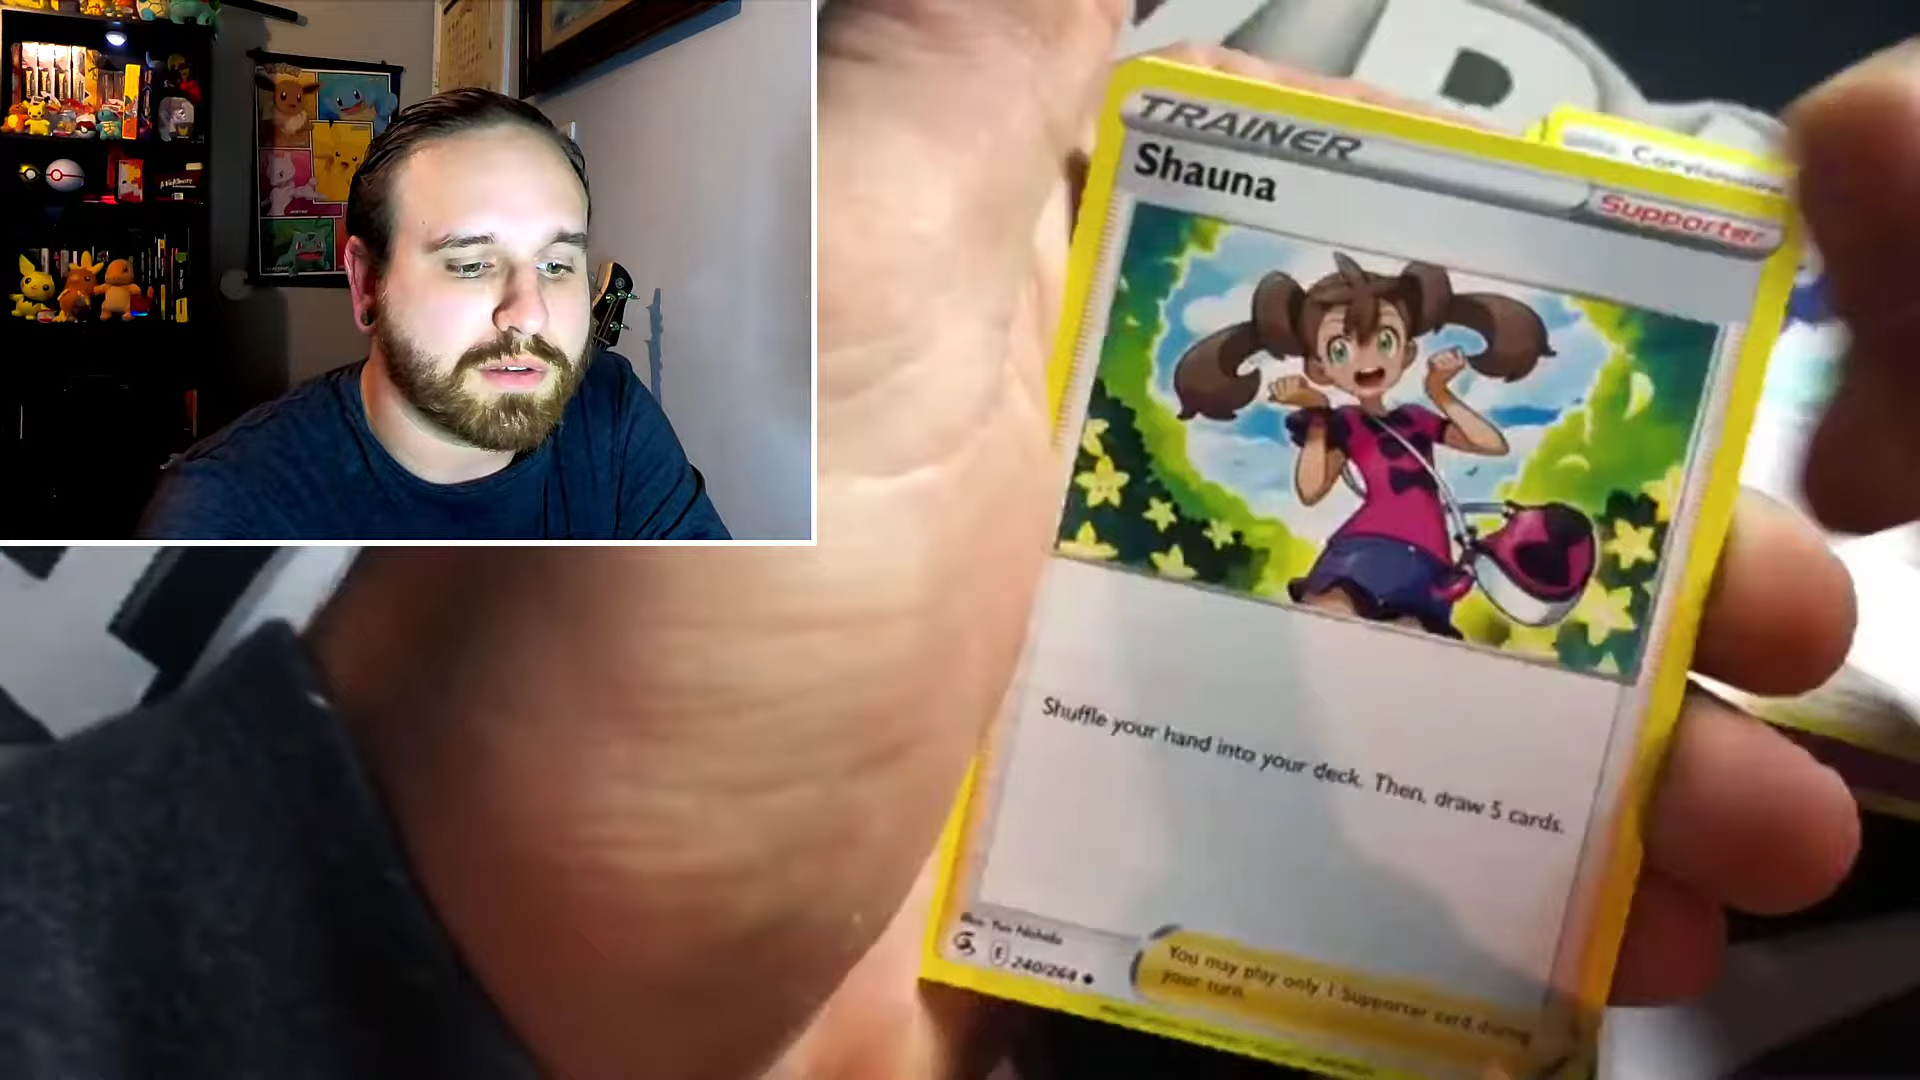 TRAINER
Shauna
Supporter
Shuffle your hand into your deck. Then, draw 5 cards.
240/264
You may play only 1 Supporter card during
your turn.